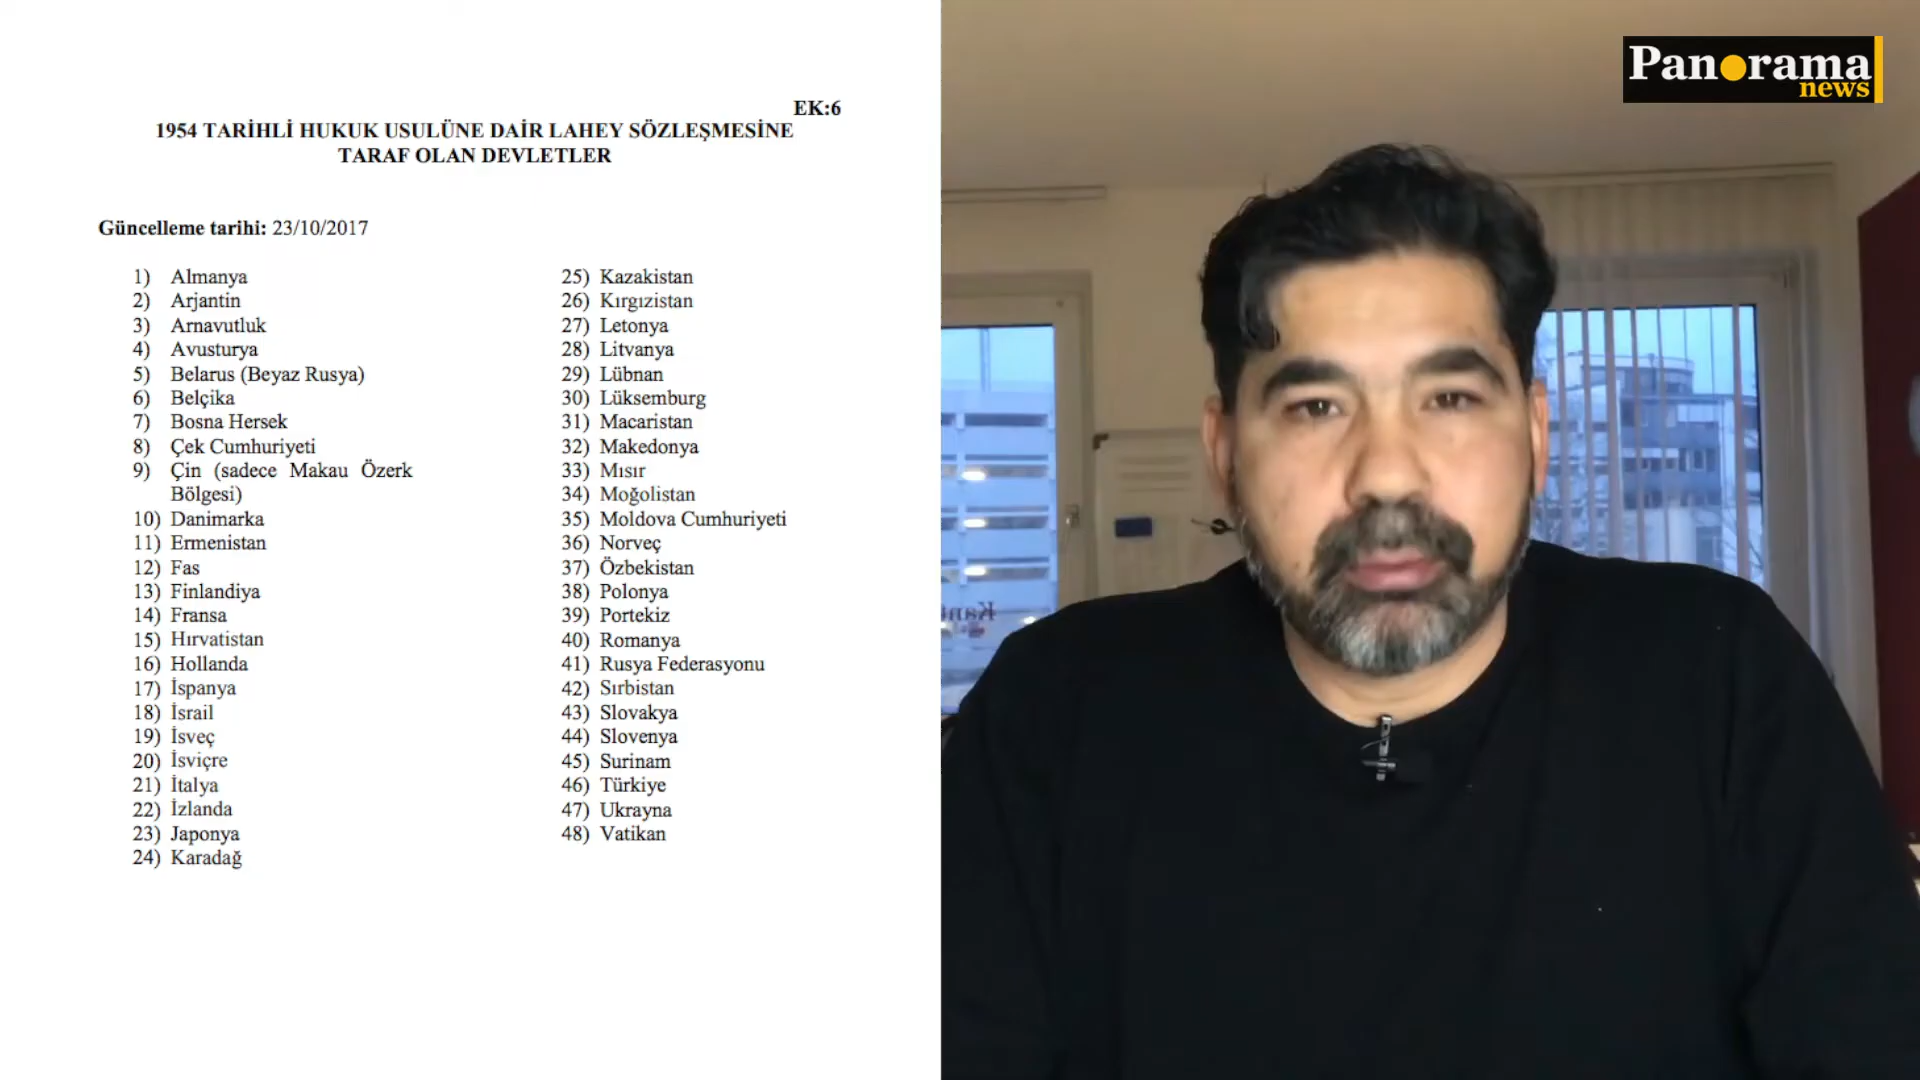 EK:6
1954 TARİHLİ HUKUK USULÜNE DAİR LAHEY SÖZLEŞMESİNE
TARAF OLAN DEVLETLER
Güncelleme tarihi: 23/10/2017
1) Almanya
2) Arjantin
3) Arnavutluk
4) Avusturya
5) Belarus (Beyaz Rusya)
6) Belçika
7) Bosna Hersek
8) Çek Cumhuriyeti
9) Çin (sadece Makau Özerk
Bölgesi)
10) Danimarka
11) Ermenistan
12) Fas
13) Finlandiya
14) Fransa
15) Hırvatistan
16) Hollanda
17) İspanya
18) İsrail
19) İsveç
20) İsviçre
21) İtalya
22) İzlanda
23) Japonya
24) Karadağ
25) Kazakistan
26) Kırgızistan
27) Letonya
28) Litvanya
29) Lübnan
30) Lüksemburg
31) Macaristan
32) Makedonya
33) Mısır
34) Moğolistan
35) Moldova Cumhuriyeti
36) Norveç
37) Özbekistan
38) Polonya
39) Portekiz
40) Romanya
41) Rusya Federasyonu
42) Sırbistan
43) Slovakya
44) Slovenya
45) Surinam
46) Türkiye
47) Ukrayna
48) Vatikan
Panorama
news